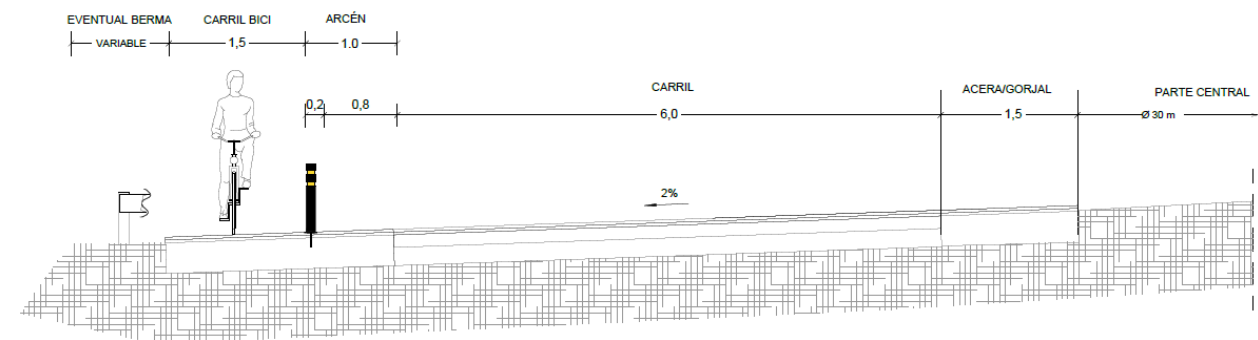 EVENTUAL BERMA
CARRIL BICI
ARCÉN
VARIABLE
1,5
1.0
0,2
0,8
CARRIL
6,0
ACERA/GORJAL
1,5
PARTE CENTRAL
Ø 30 m
2%